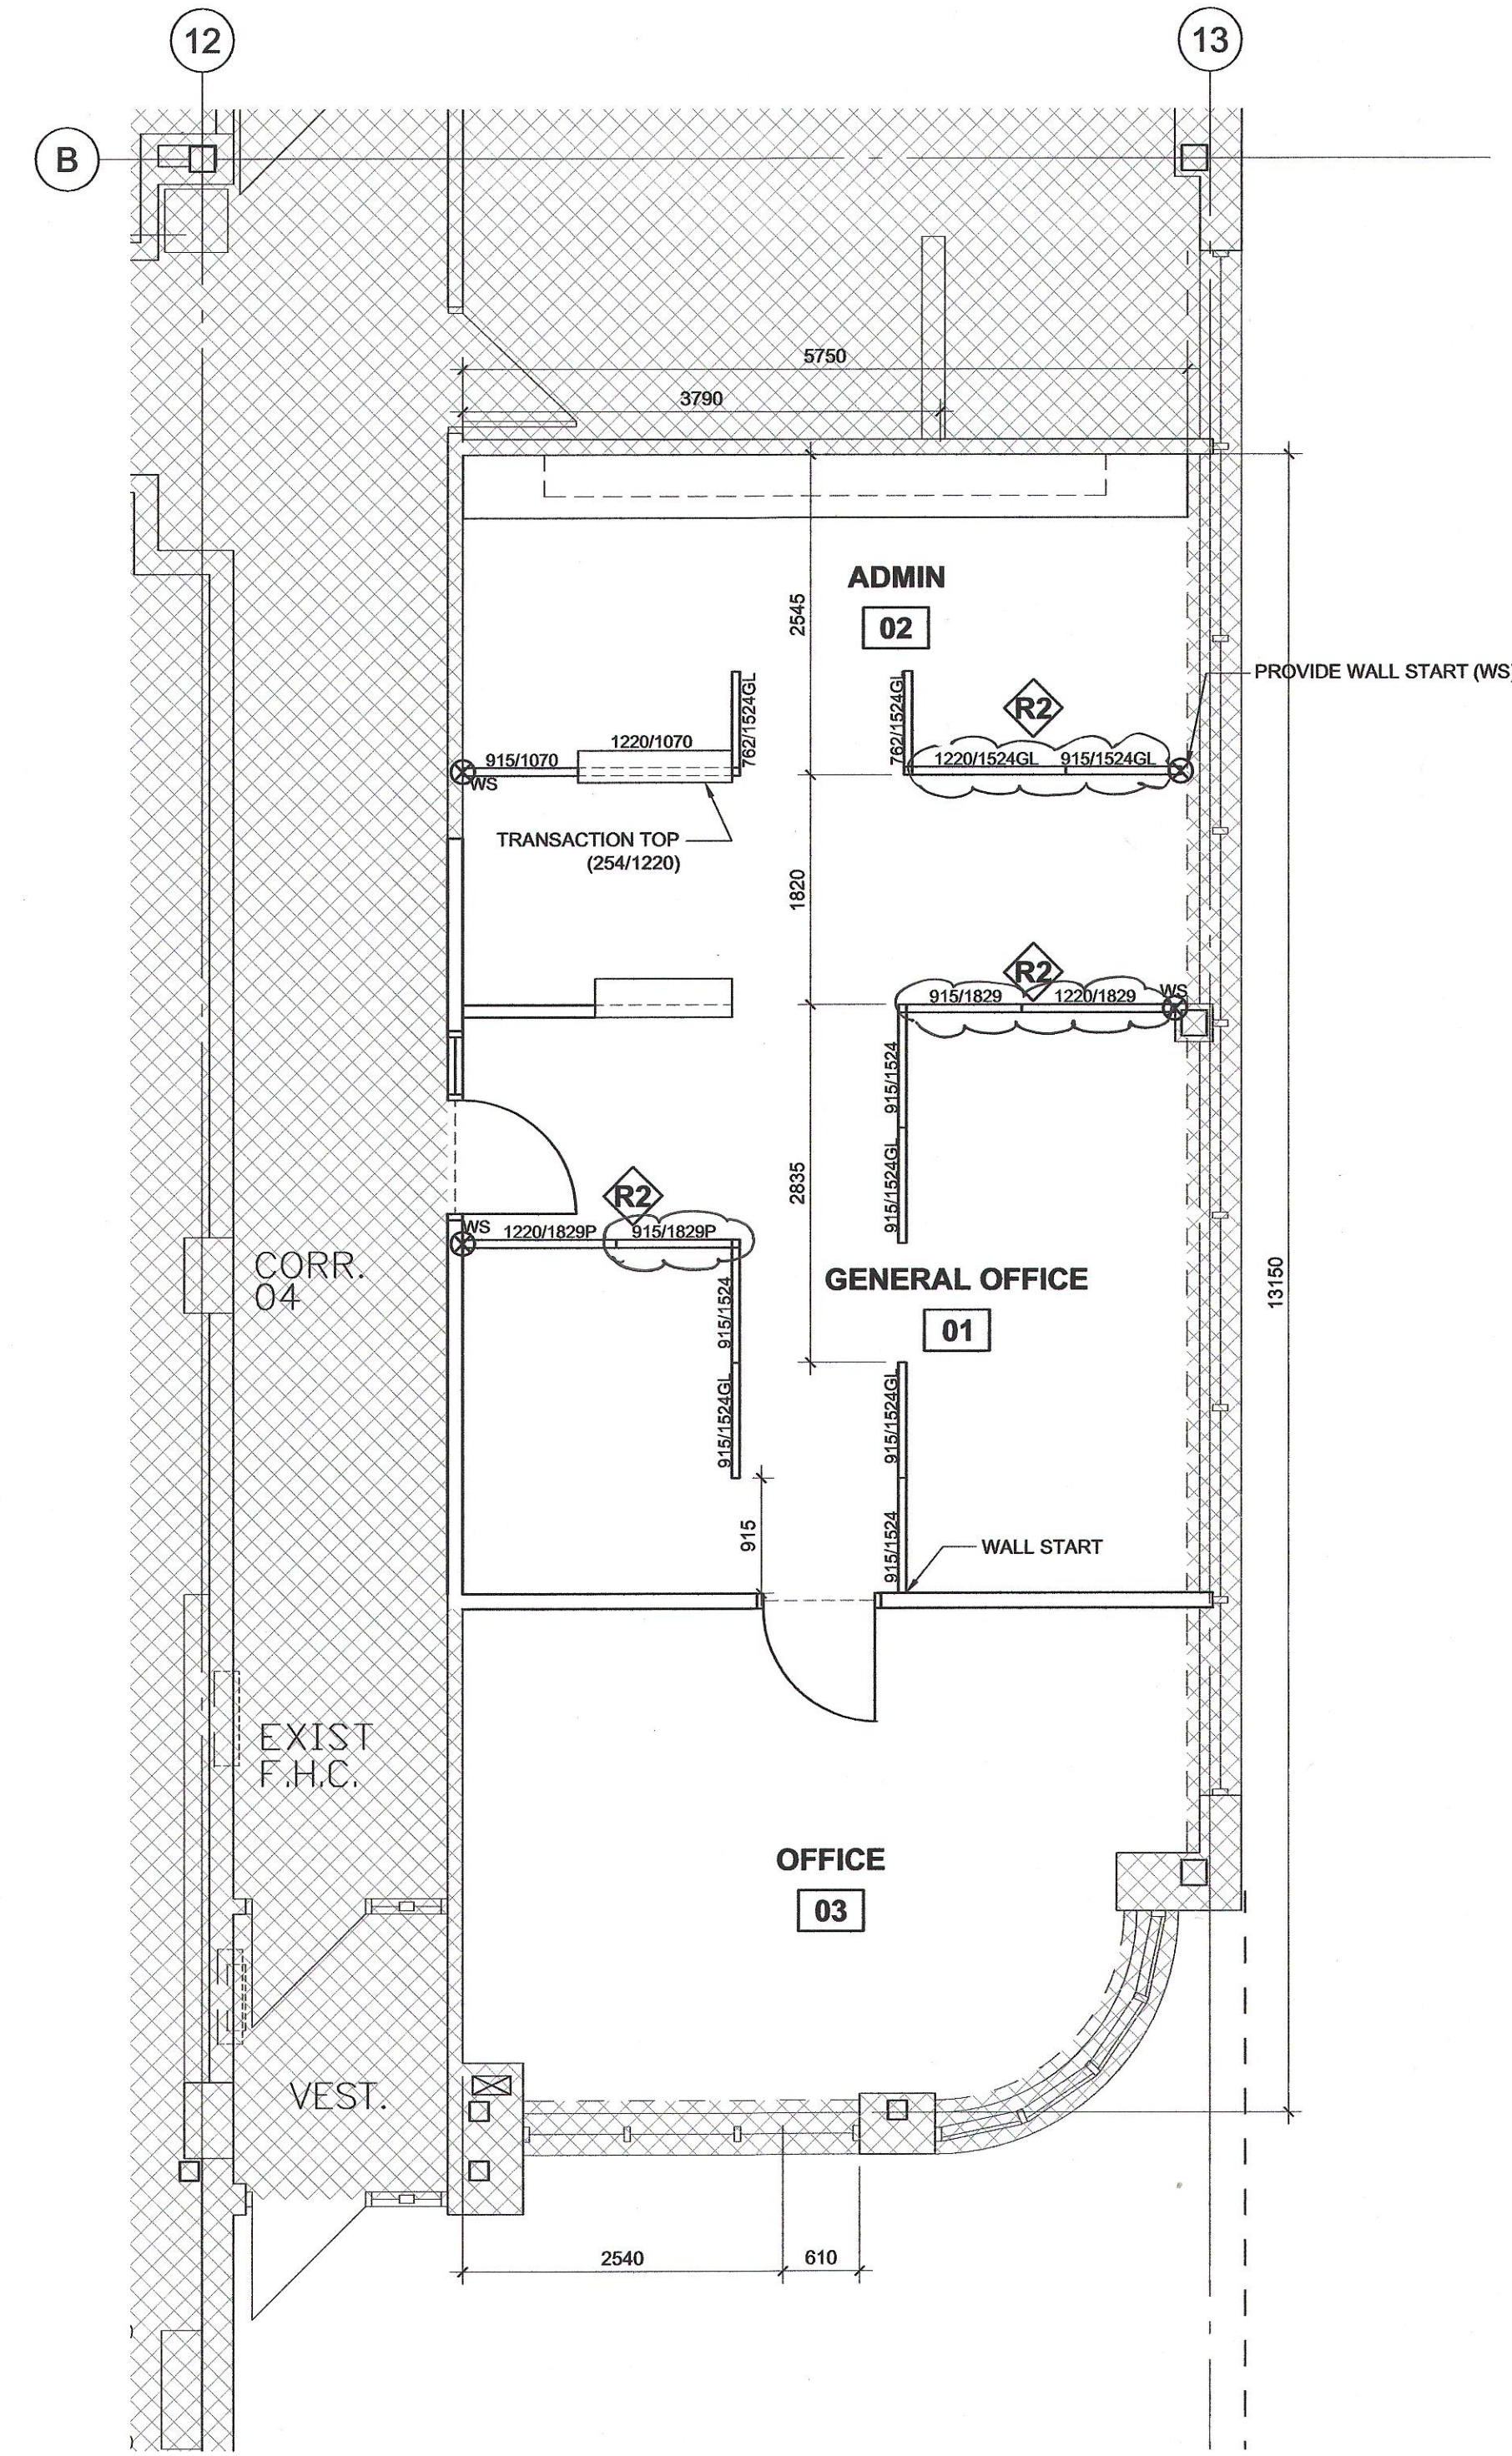 12
13
B
5750
3790
ADMIN
02
2545
762/1524GL
762/1524GL
R2
PROVIDE WALL START (WS)
1220/1070
915/1070
WS
1220/1524GL
915/1524GL
TRANSACTION TOP
(254/1220)
1820
R2
915/1829
1220/1829
WS
915/1524
915/1524GL
2835
R2
WS
1220/1829P
915/1829P
CORR.
04
GENERAL OFFICE
01
13150
915/1524
915/1524GL
915/1524GL
915
915/1524
WALL START
EXIST
F.H.C.
OFFICE
03
VEST.
2540
610